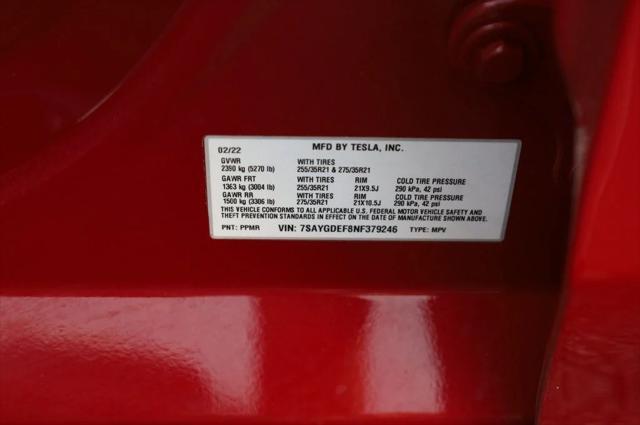 02/22 MFD BY TESLA, INC.
GVWR WITH TIRES
2390 kg (5270 lb) 255/35R21 & 275/35R21
GAWR FRT WITH TIRES RIM COLD TIRE PRESSURE
1363 kg (3004 lb) 255/35R21 21X9.5J 290 kPa, 42 psi
GAWR RR WITH TIRES RIM COLD TIRE PRESSURE
1500 kg (3306 lb) 275/35R21 21X10.5J 290 kPa, 42 psi
THIS VEHICLE CONFORMS TO ALL APPLICABLE U.S. FEDERAL MOTOR VEHICLE SAFETY AND
THEFT PREVENTION STANDARDS IN EFFECT ON THE DATE OF MANUFACTURE SHOWN ABOVE.
PNT: PPMR VIN: 7SAYGDEF8NF379246 TYPE: MPV